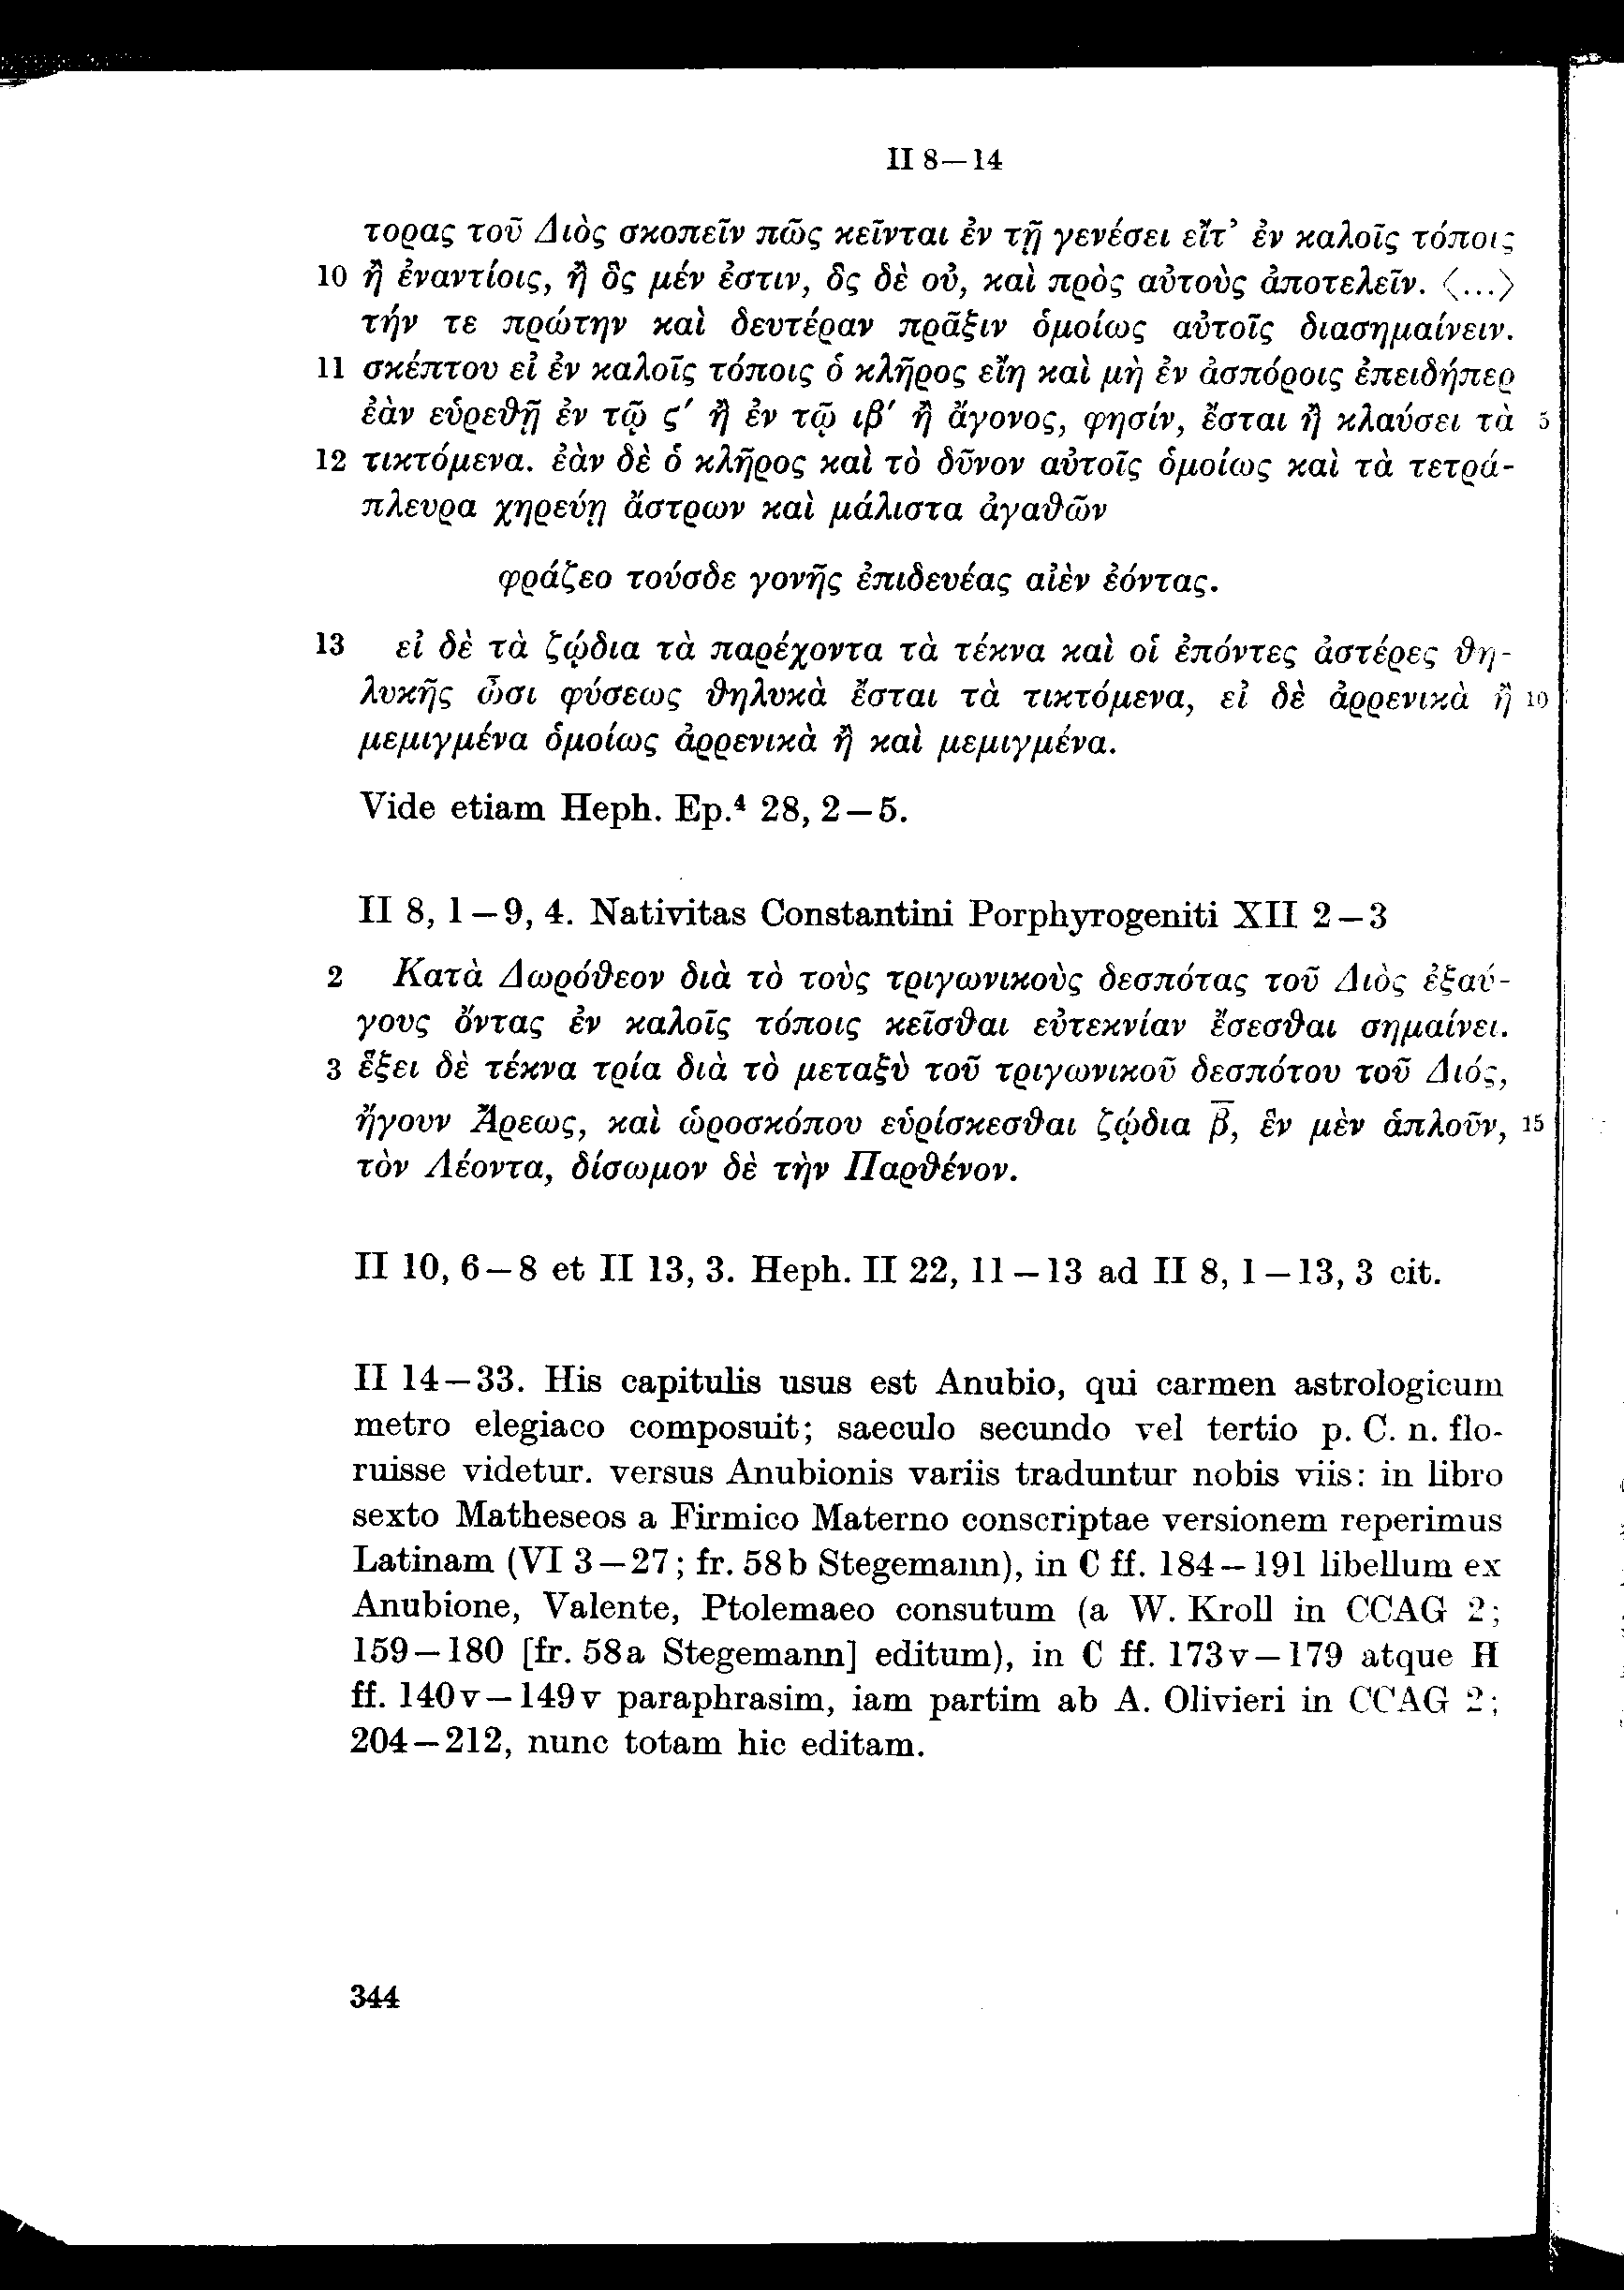 II 8—14
τορας τοῦ Διὸς σκοπεῖν πῶς κεῖνται ἐν τῇ γενέσει εἴτ’ ἐν καλοῖς τόποις
10 ἢ ἐναντίοις, ἢ ὃς μέν ἐστιν, ὃς δὲ οὐ, καὶ πρὸς αὐτοὺς ἀποτελεῖν. ⟨...⟩
τήν τε πρώτην καὶ δευτέραν πρᾶξιν ὁμοίως αὐτοῖς διασημαίνειν.
11 σκέπτου εἰ ἐν καλοῖς τόποις ὁ κλῆρος εἴη καὶ μὴ ἐν ἀσπόροις ἐπειδήπερ
ἐὰν εὑρεθῇ ἐν τῷ ς′ ἢ ἐν τῷ ιβ′ ἢ ἄγονος, φησίν, ἔσται ἢ κλαύσει τὰ 5
12 τικτόμενα. ἐὰν δὲ ὁ κλῆρος καὶ τὸ δῦνον αὐτοῖς ὁμοίως καὶ τὰ τετρά-
πλευρα χηρεύῃ ἄστρων καὶ μάλιστα ἀγαθῶν
φράζεο τούσδε γονῆς ἐπιδευέας αἰὲν ἐόντας.
13 εἰ δὲ τὰ ζῴδια τὰ παρέχοντα τὰ τέκνα καὶ οἱ ἐπόντες ἀστέρες θη-
λυκῆς ὦσι φύσεως θηλυκὰ ἔσται τὰ τικτόμενα, εἰ δὲ ἀρρενικὰ ἢ 10
μεμιγμένα ὁμοίως ἀρρενικὰ ἢ καὶ μεμιγμένα.
Vide etiam Heph. Ep.⁴ 28, 2—5.
II 8, 1—9, 4. Nativitas Constantini Porphyrogeniti XII 2—3
2 Κατὰ Δωρόθεον διὰ τὸ τοὺς τριγωνικοὺς δεσπότας τοῦ Διὸς ἐξαύ-
γους ὄντας ἐν καλοῖς τόποις κεῖσθαι εὐτεκνίαν ἔσεσθαι σημαίνει.
3 ἕξει δὲ τέκνα τρία διὰ τὸ μεταξὺ τοῦ τριγωνικοῦ δεσπότου τοῦ Διός,
ἤγουν Ἄρεως, καὶ ὡροσκόπου εὑρίσκεσθαι ζῴδια β̅, ἓν μὲν ἁπλοῦν, 15
τὸν Λέοντα, δίσωμον δὲ τὴν Παρθένον.
II 10, 6—8 et II 13, 3. Heph. II 22, 11—13 ad II 8, 1—13, 3 cit.
II 14—33. His capitulis usus est Anubio, qui carmen astrologicum
metro elegiaco composuit; saeculo secundo vel tertio p. C. n. flo-
ruisse videtur. versus Anubionis variis traduntur nobis viis: in libro
sexto Matheseos a Firmico Materno conscriptae versionem reperimus
Latinam (VI 3—27; fr. 58b Stegemann), in C ff. 184—191 libellum ex
Anubione, Valente, Ptolemaeo consutum (a W. Kroll in CCAG 2;
159—180 [fr. 58a Stegemann] editum), in C ff. 173v—179 atque H
ff. 140v—149v paraphrasim, iam partim ab A. Olivieri in CCAG 2;
204—212, nunc totam hic editam.
344